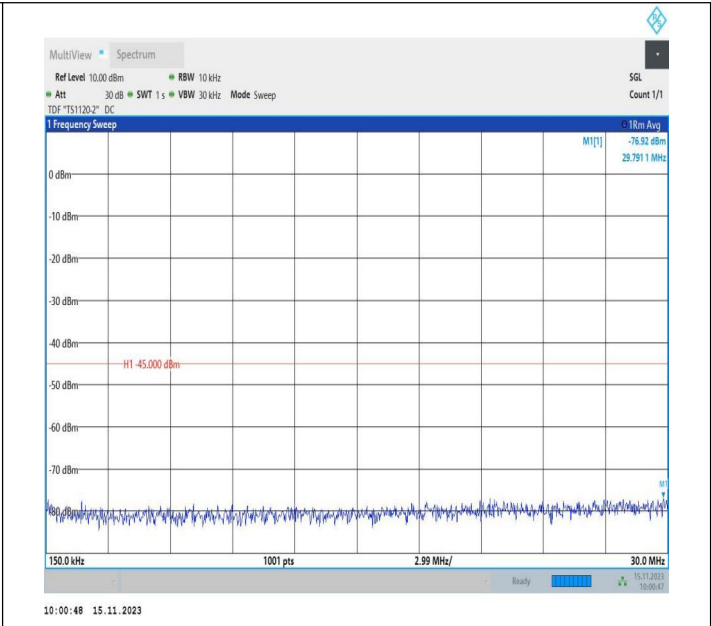 R S
MultiView Spectrum
Ref Level 10.00 dBm RBW 10 kHz SGL
Att 30 dB SWT 1 s VBW 30 kHz Mode Sweep Count 1/1
TDF "TS1120-2" DC
1 Frequency Sweep 1Rm Avg
M1[1] -76.92 dBm
29.791 1 MHz
0 dBm
-10 dBm
-20 dBm
-30 dBm
-40 dBm
H1 -45.000 dBm
-50 dBm
-60 dBm
-70 dBm
M1
-80 dBm
150.0 kHz 1001 pts 2.99 MHz/ 30.0 MHz
Ready 15.11.2023
10:00:47
10:00:48 15.11.2023